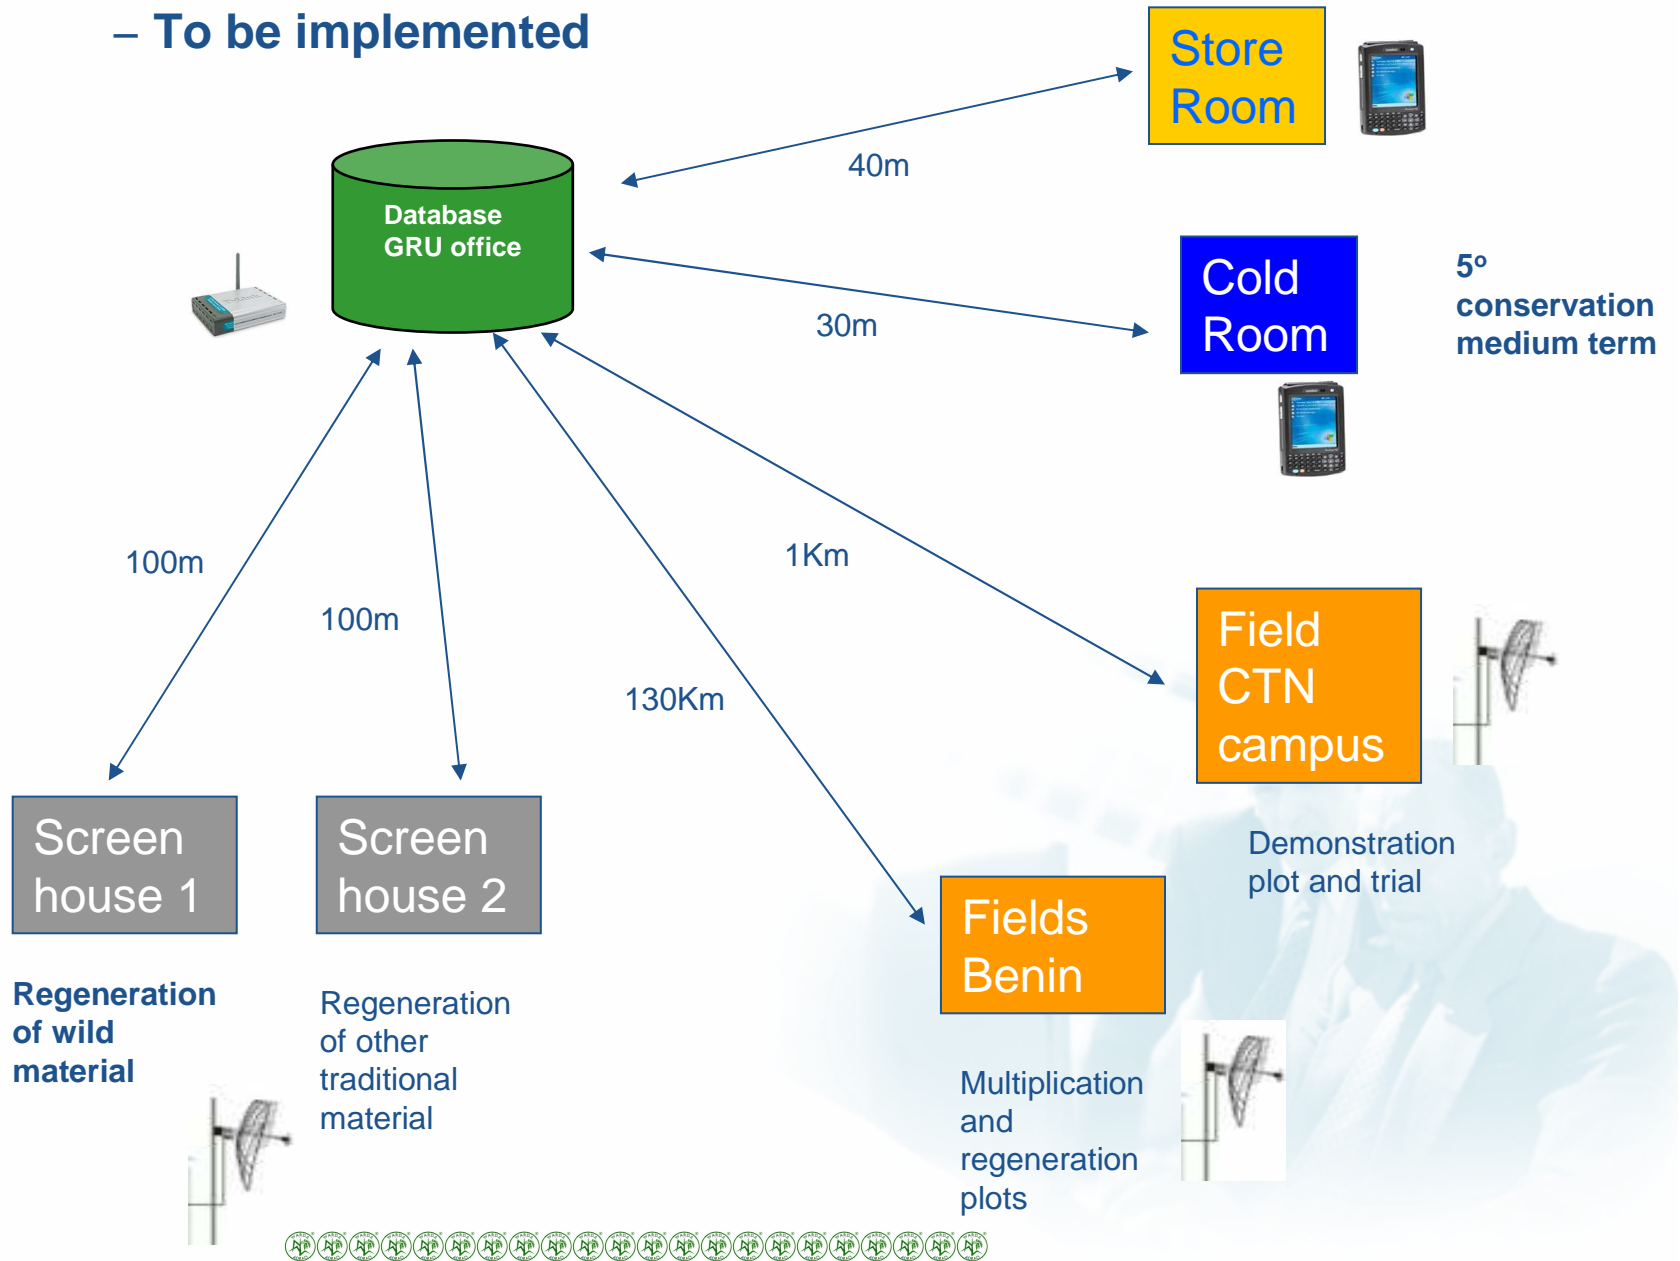 – To be implemented
Store
Room
40m
Database
GRU office
Cold
Room
5º
conservation
medium term
30m
100m
100m
1Km
130Km
Field
CTN
campus
Demonstration
plot and trial
Screen
house 1
Screen
house 2
Fields
Benin
Regeneration
of wild
material
Regeneration
of other
traditional
material
Multiplication
and
regeneration
plots